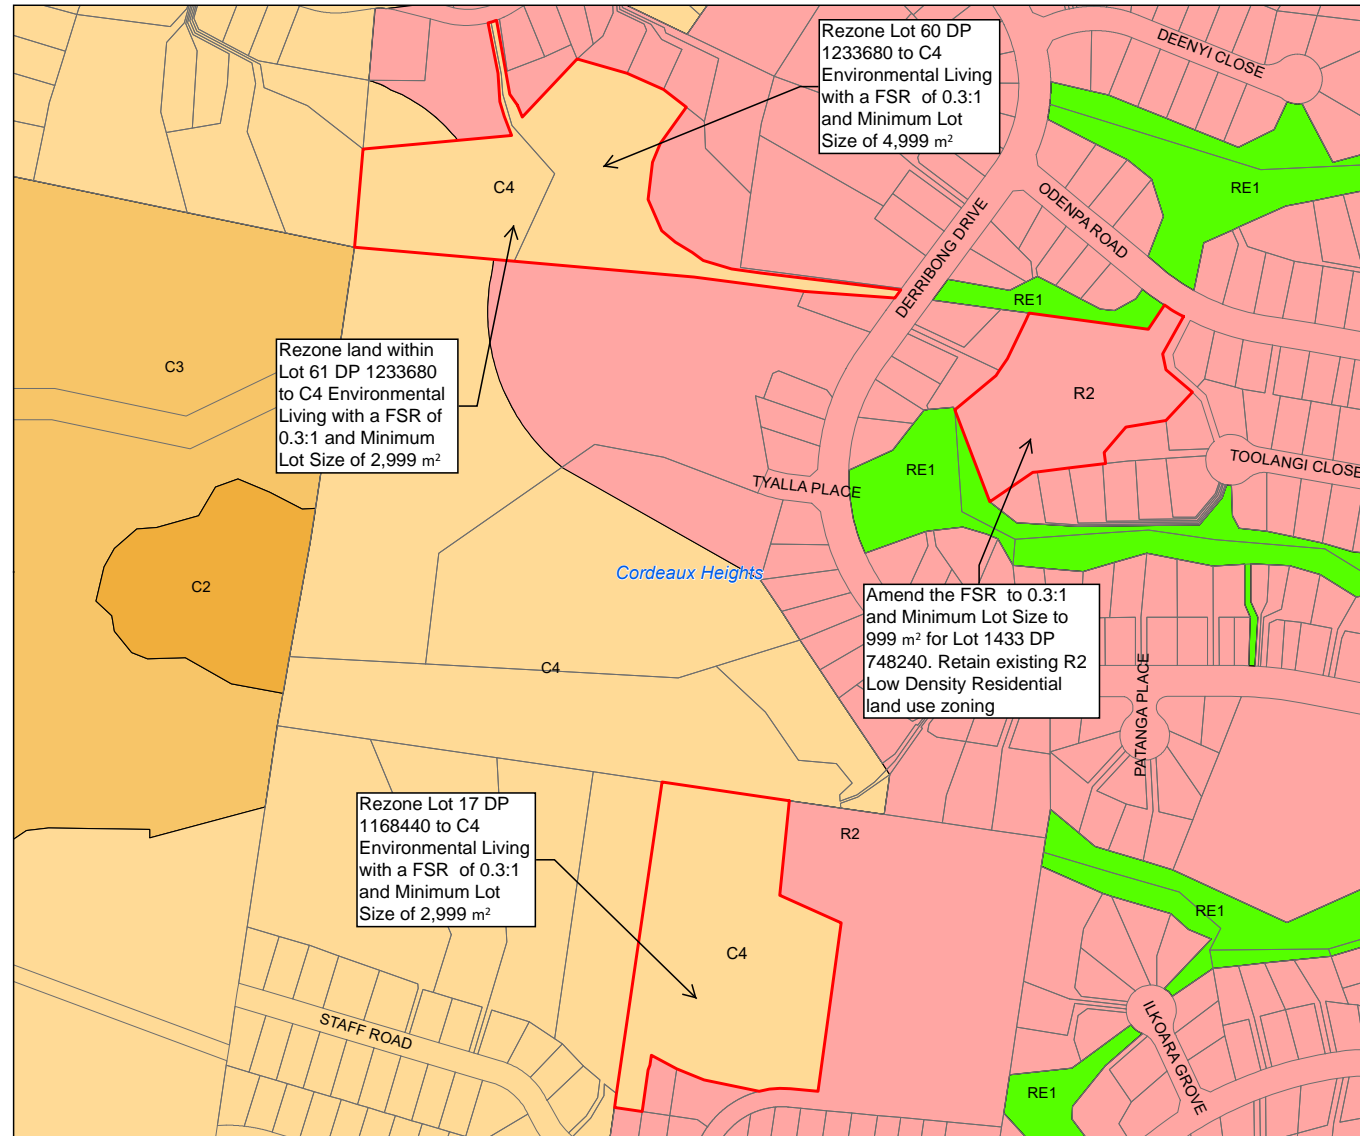 Rezone Lot 60 DP
1233680 to C4
Environmental Living
with a FSR of 0.3:1
and Minimum Lot
Size of 4,999 m²
DEENYI CLOSE
C4
RE1
ODENPA ROAD
DERRIBONG DRIVE
RE1
Rezone land within
Lot 61 DP 1233680
to C4 Environmental
Living with a FSR of
0.3:1 and Minimum
Lot Size of 2,999 m²
C3
R2
RE1
TOOLANGI CLOSE
TYALLA PLACE
C2
Cordeaux Heights
Amend the FSR to 0.3:1
and Minimum Lot Size to
999 m² for Lot 1433 DP
748240. Retain existing R2
Low Density Residential
land use zoning
C4
PATANGA PLACE
Rezone Lot 17 DP
1168440 to C4
Environmental Living
with a FSR of 0.3:1
and Minimum Lot
Size of 2,999 m²
R2
RE1
C4
STAFF ROAD
ILKOARA GROVE
RE1